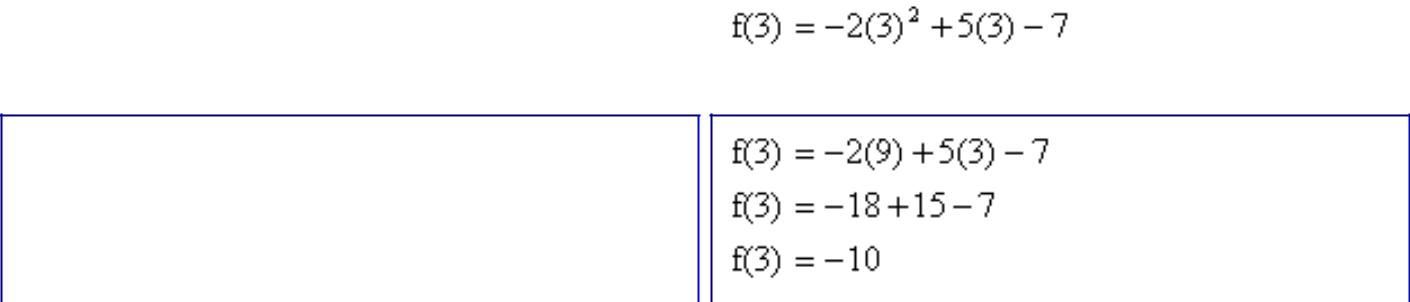 f(3) = −2(3)² + 5(3) − 7
f(3) = −2(9) + 5(3) − 7
f(3) = −18 + 15 − 7
f(3) = −10